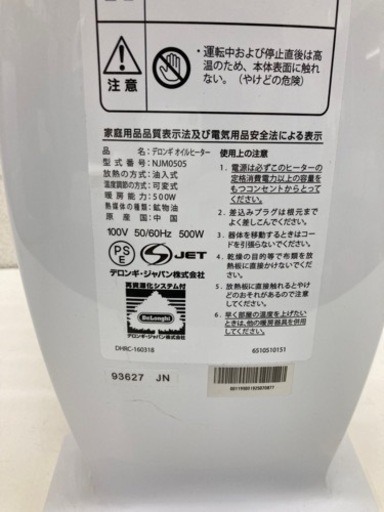 注意
・運転中および停止直後は高
温のため、本体表面に触れ
ない。（やけどの危険）
家庭用品品質表示法及び電気用品安全法による表示
品名：デロンギ オイルヒーター
型式番号：NJM0505
放熱の方式：油入式
温度調節方式：可変式
暖房能力：500W
熱媒体の種類：鉱物油
原産国：中国
100V 50/60Hz 500W
PSE
S JET
デロンギ・ジャパン株式会社
再資源化システム付
DeLonghi
デロンギ・ジャパン株式会社
DHRC-160318
使用上の注意
1. 電源は必ずこのヒーターの
定格消費電力以上の容量を
もつコンセントからとって
下さい。
2. 差込みプラグは根元まで
よく差しこんでください。
3. 器体を移動するときはコー
ドを引張らないでください。
4. 乾燥の目的等で布類を放
熱板に直接かけないでくだ
さい。
5. 放熱板に直接触れるとやけ
どのおそれがあるので注意
して下さい。
6. 早く部屋の温度を上げたい
ときは、他の暖房器具を併用
して下さい。
6510510151
93627 JN